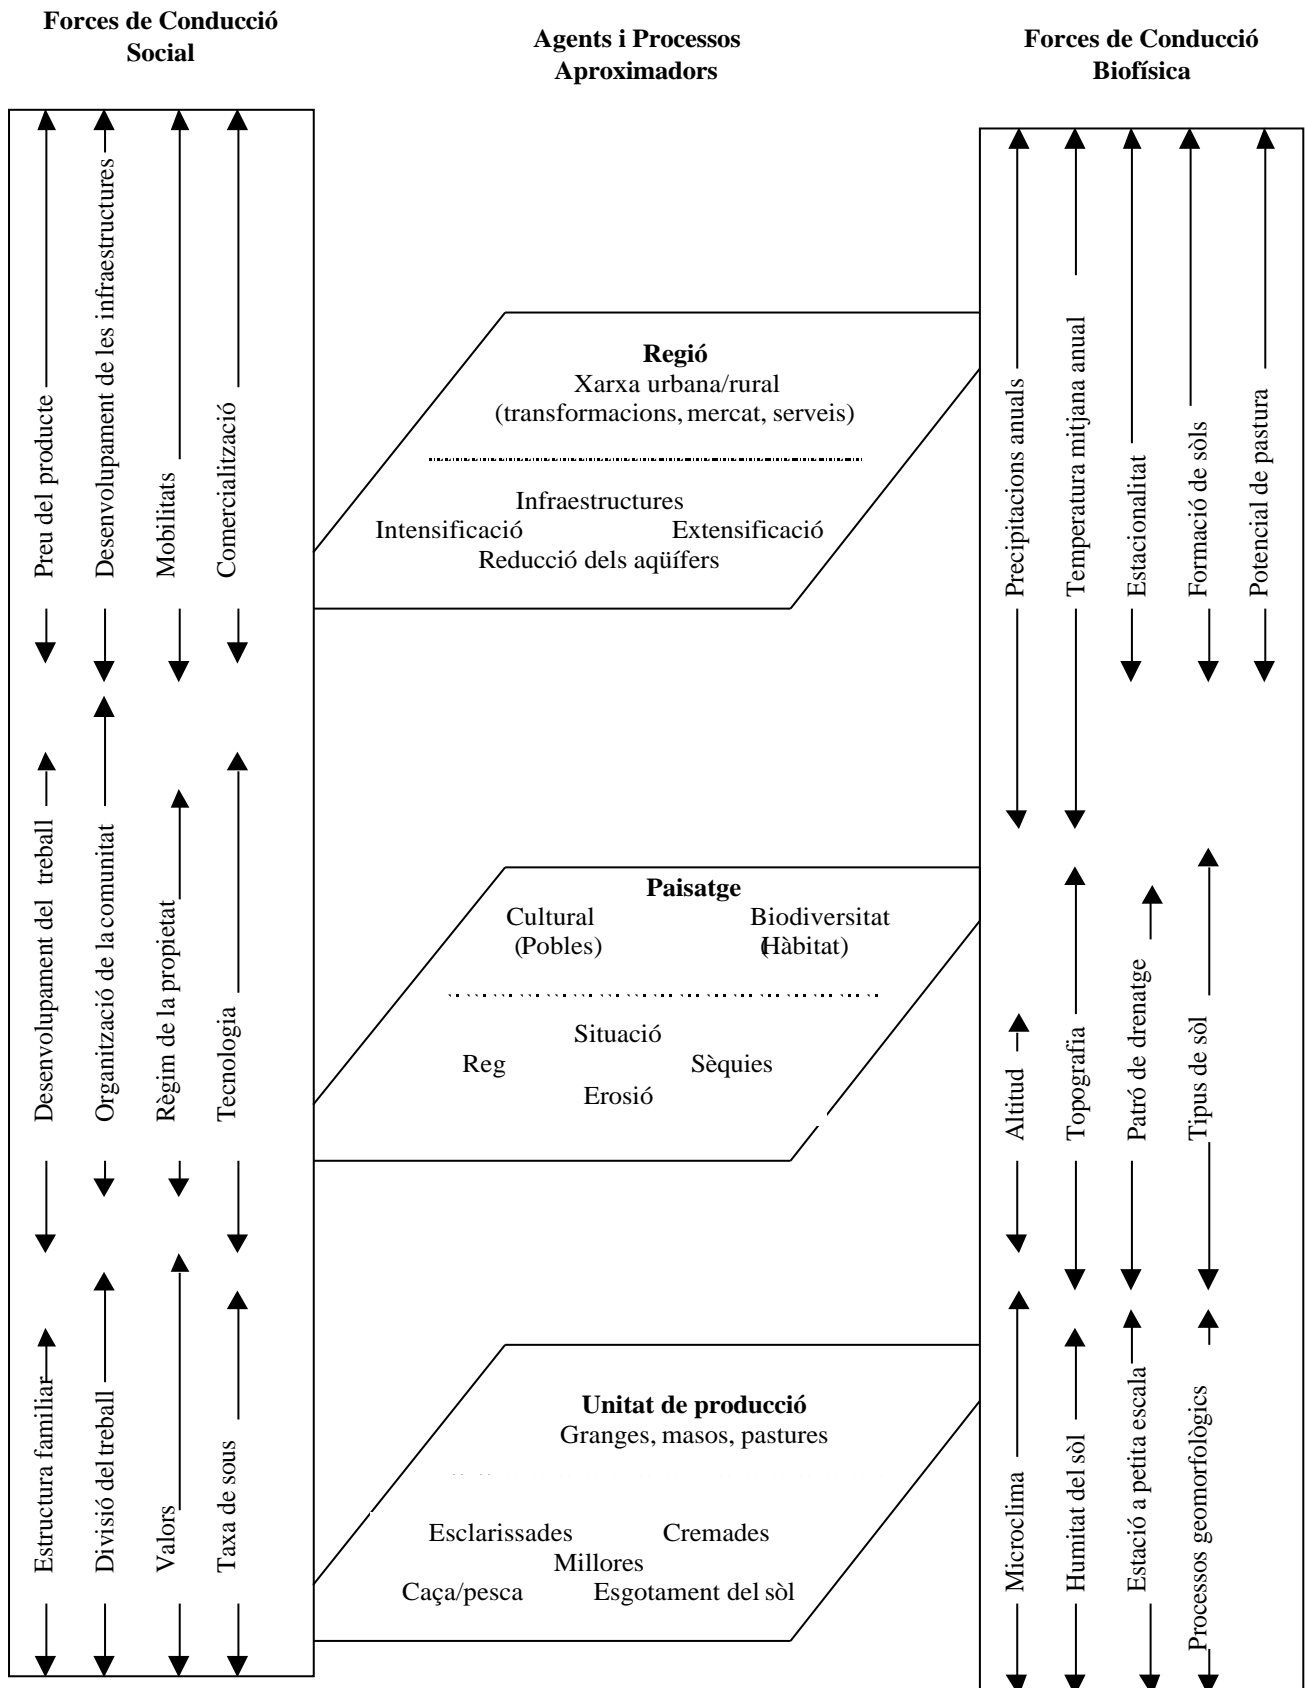 Forces de Conducció
Social
Agents i Processos
Aproximadors
Forces de Conducció
Biofísica
Preu del producte
Desenvolupament de les infraestructures
Mobilitats
Comercialització
Regió
Xarxa urbana/rural
(transformacions, mercat, serveis)
Infraestructures
Intensificació Extensificació
Reducció dels aqüífers
Precipitacions anuals
Temperatura mitjana anual
Estacionalitat
Formació de sòls
Potencial de pastura
Desenvolupament del treball
Organització de la comunitat
Règim de la propietat
Tecnologia
Paisatge
Cultural Biodiversitat
(Pobles) (Hàbitat)
Situació
Reg Sèquies
Erosió
Altitud
Topografia
Patró de drenatge
Tipus de sòl
Estructura familiar
Divisió del treball
Valors
Taxa de sous
Unitat de producció
Granges, masos, pastures
Esclarissades Cremades
Millores
Caça/pesca Esgotament del sòl
Microclima
Humitat del sòl
Estació a petita escala
Processos geomorfològics